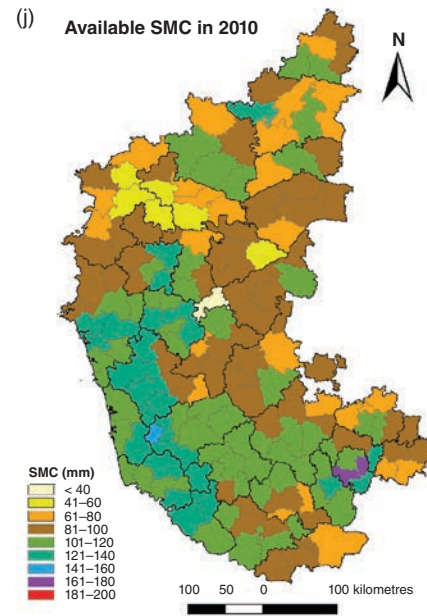 (j) Available SMC in 2010
N
SMC (mm)
< 40
41–60
61–80
81–100
101–120
121–140
141–160
161–180
181–200
100 50 0 100 kilometres